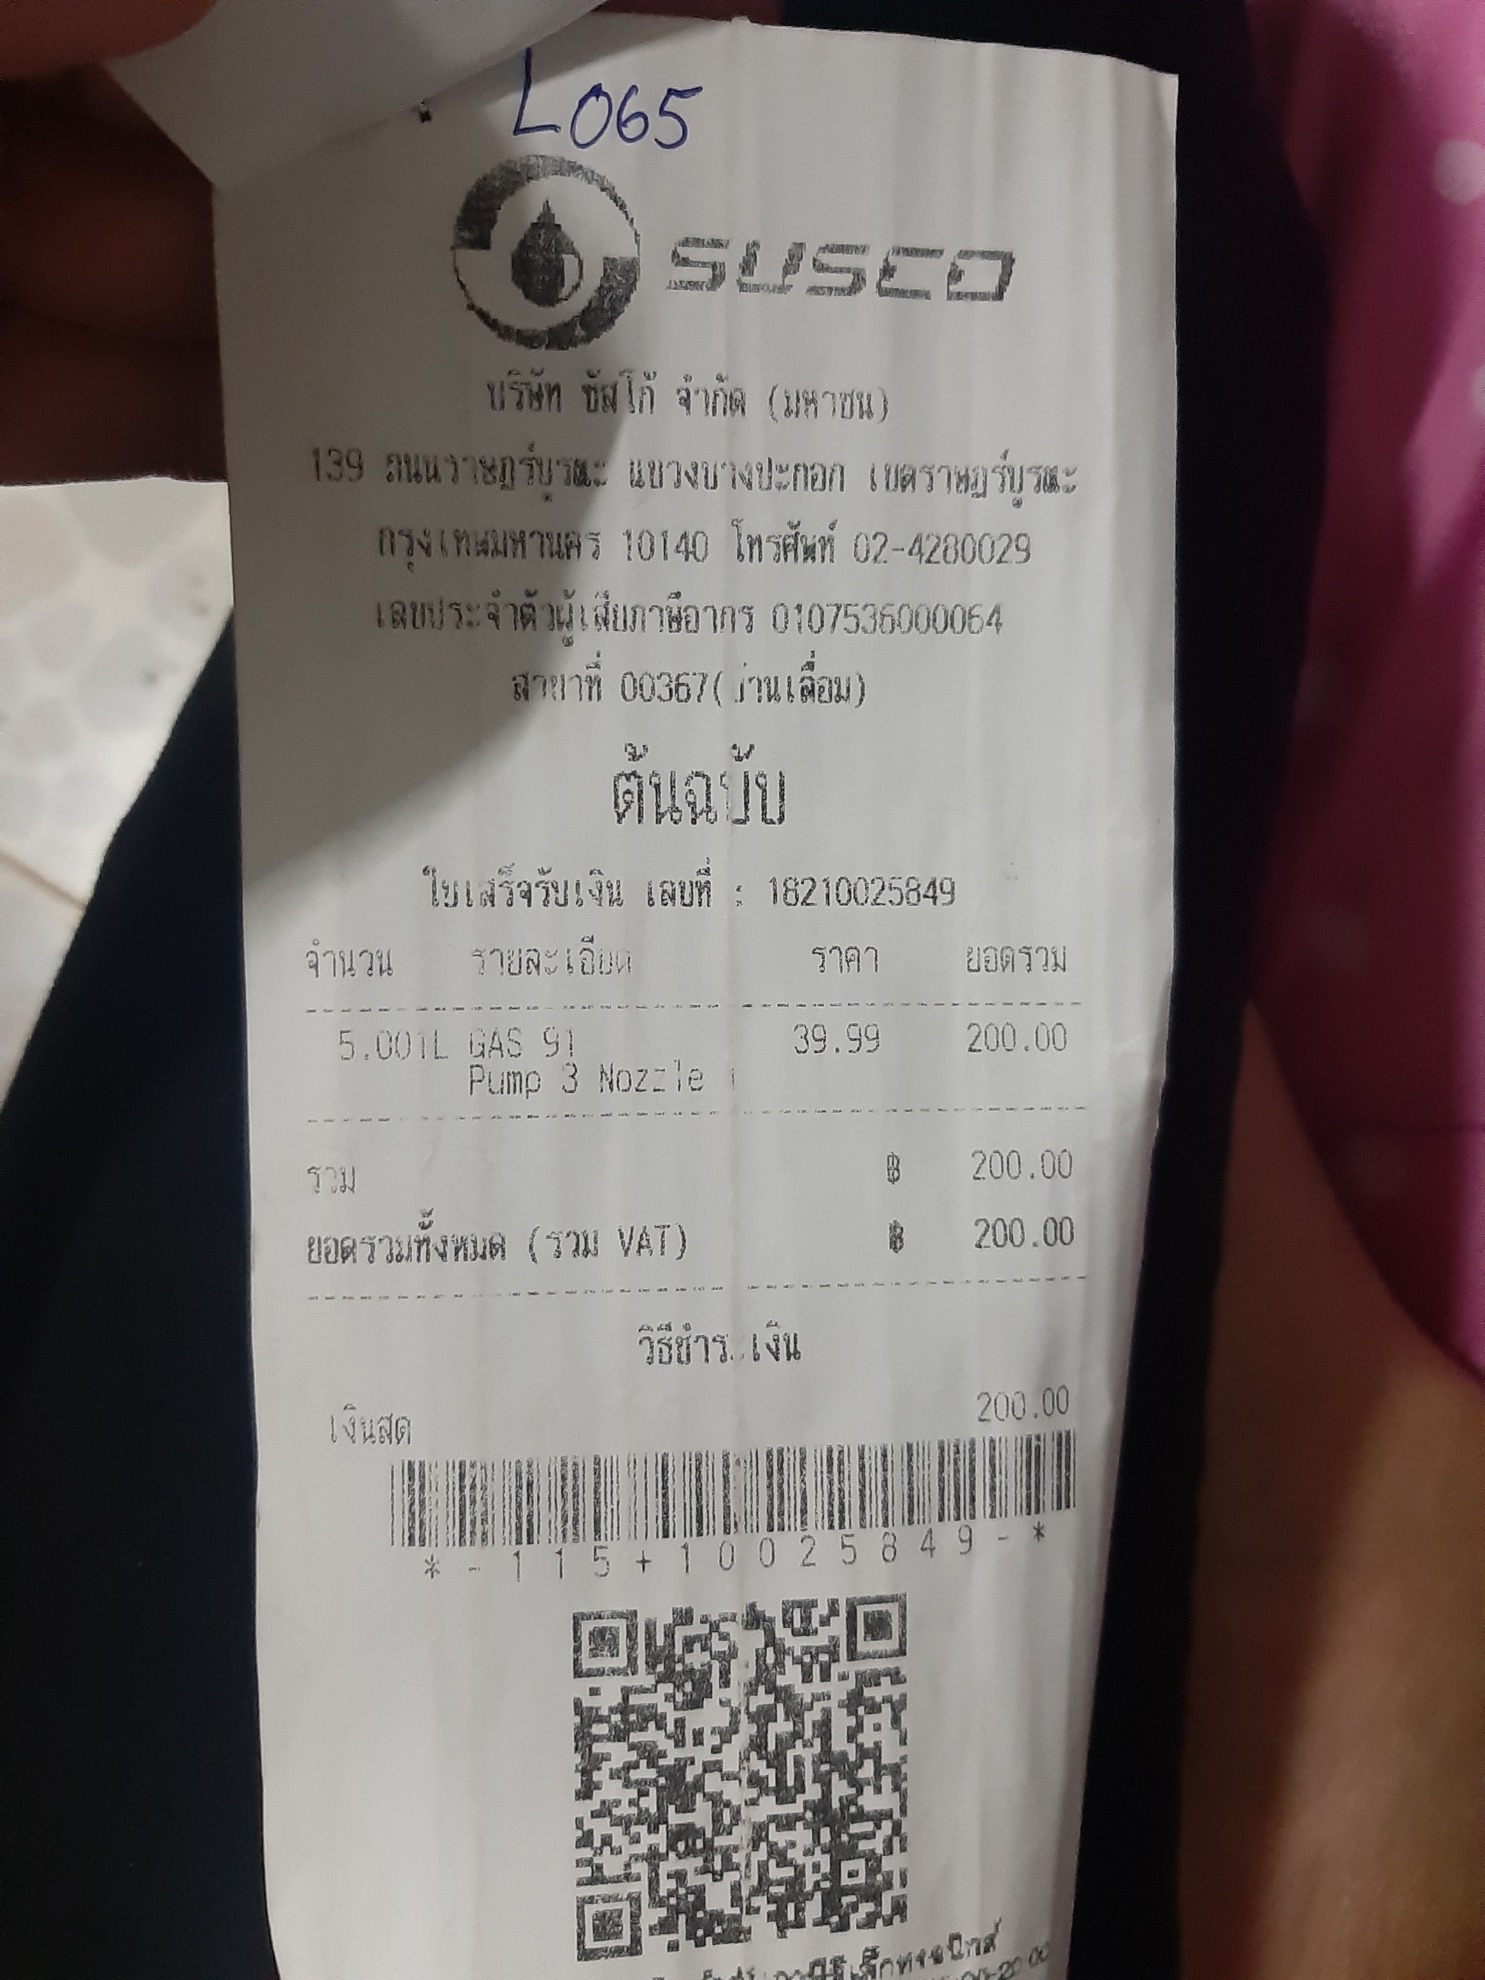 L065
SUSCO
บริษัท ซัสโก้ จำกัด (มหาชน)
139 ถนนราษฎร์บูรณะ แขวงบางปะกอก เขตราษฎร์บูรณะ
กรุงเทพมหานคร 10140 โทรศัพท์ 02-4280029
เลขประจำตัวผู้เสียภาษีอากร 0107536000064
สาขาที่ 00367(บ้านเลื่อม)
ต้นฉบับ
ใบเสร็จรับเงิน เลขที่ : 18210025849
จำนวน รายละเอียด ราคา ยอดรวม
5.001L GAS 91 39.99 200.00
Pump 3 Nozzle
รวม ฿ 200.00
ยอดรวมทั้งหมด (รวม VAT) ฿ 200.00
วิธีชำระเงิน
เงินสด 200.00
*-115+10025849-*